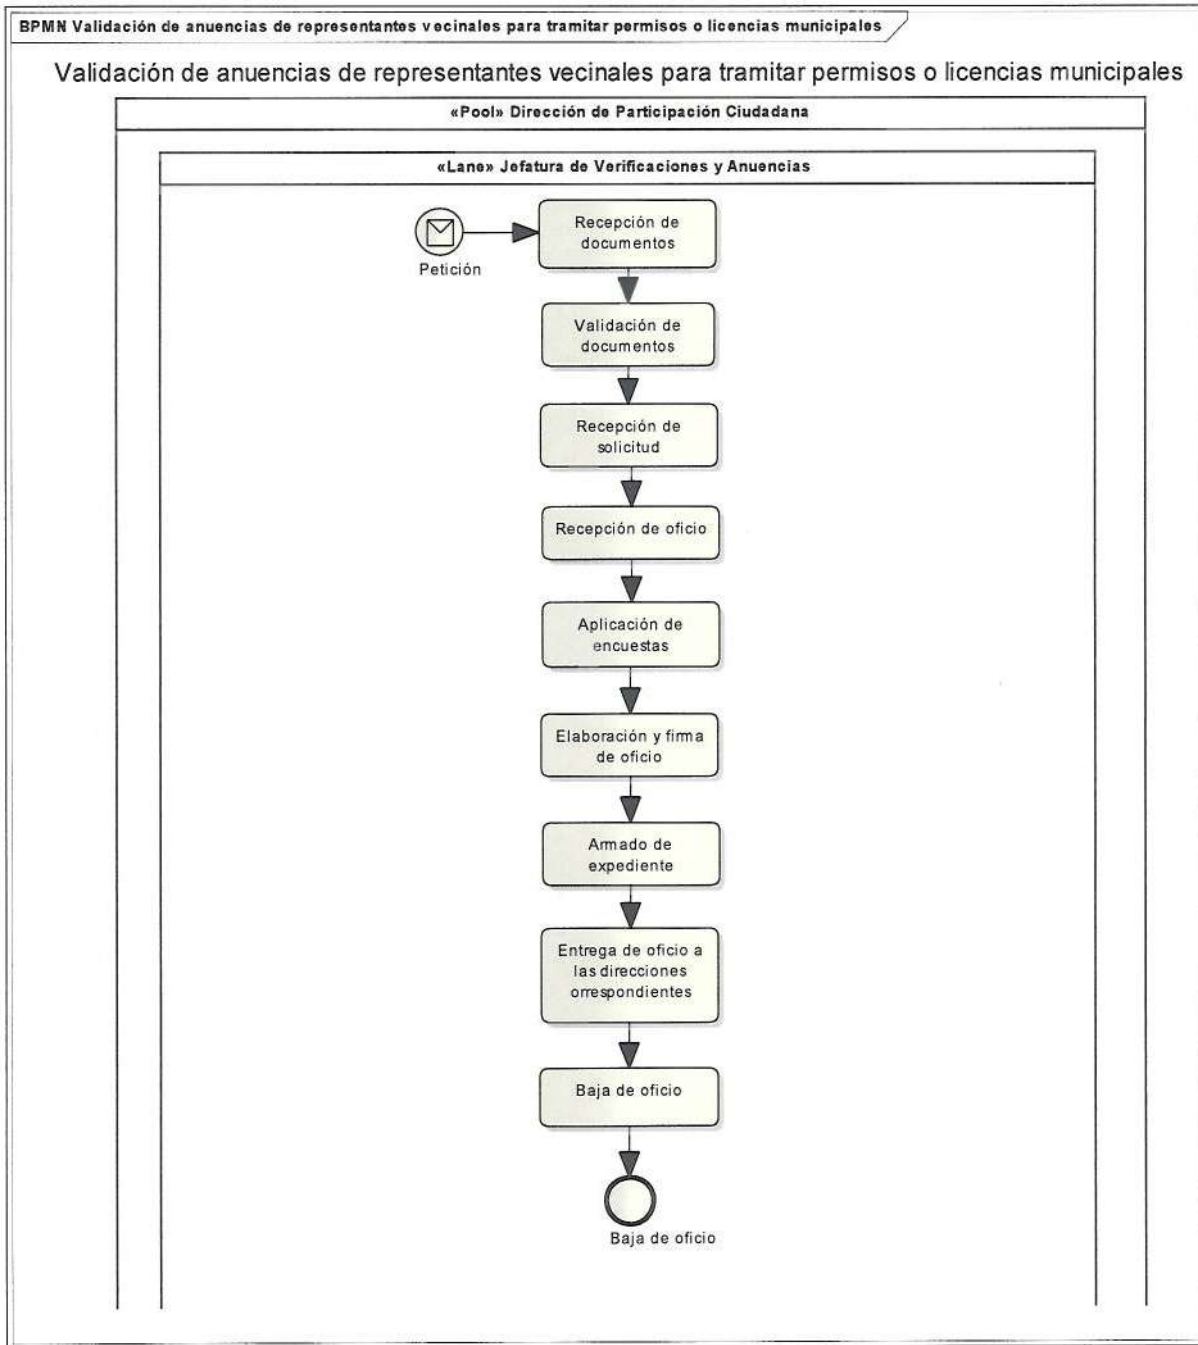 BPMN Validación de anuencias de representantes vecinales para tramitar permisos o licencias municipales
Validación de anuencias de representantes vecinales para tramitar permisos o licencias municipales
«Pool» Dirección de Participación Ciudadana
«Lane» Jefatura de Verificaciones y Anuencias
Petición
Recepción de
documentos
Validación de
documentos
Recepción de
solicitud
Recepción de oficio
Aplicación de
encuestas
Elaboración y firma
de oficio
Armado de
expediente
Entrega de oficio a
las direcciones
orrespondientes
Baja de oficio
Baja de oficio